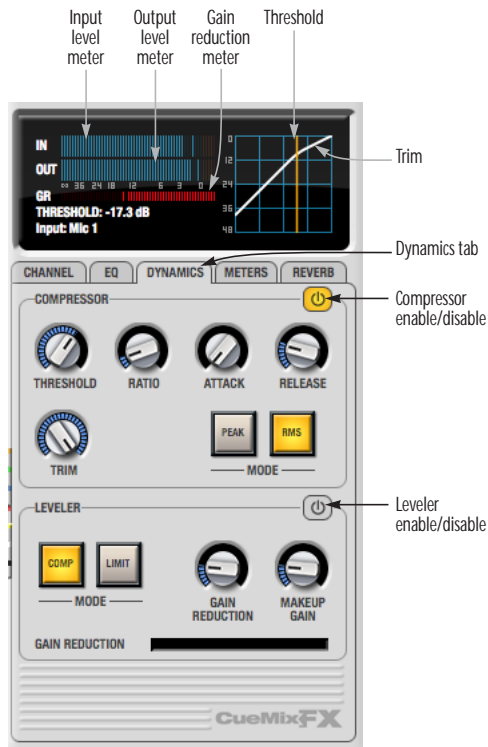 Input level meter
Output level meter
Gain reduction meter
Threshold
IN
OUT
∞ 36 24 18 12 6 3 0
GR
THRESHOLD: -17.3 dB
Input: Mic 1
0
12
24
36
48
Trim
Dynamics tab
CHANNEL EQ DYNAMICS METERS REVERB
COMPRESSOR
Compressor enable/disable
THRESHOLD RATIO ATTACK RELEASE
TRIM
PEAK RMS
MODE
LEVELER
Leveler enable/disable
COMP LIMIT
MODE
GAIN REDUCTION
MAKEUP GAIN
GAIN REDUCTION
CueMixFX